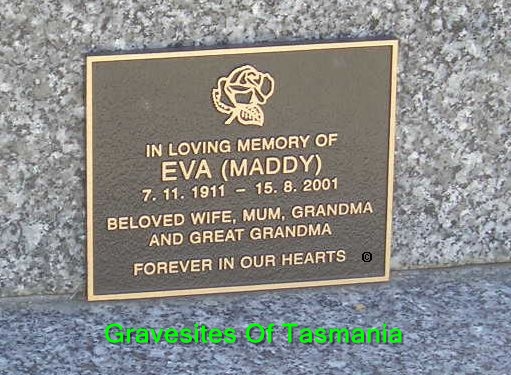 IN LOVING MEMORY OF
EVA (MADDY)
7. 11. 1911 – 15. 8. 2001
BELOVED WIFE, MUM, GRANDMA
AND GREAT GRANDMA
FOREVER IN OUR HEARTS ©
Gravesites Of Tasmania